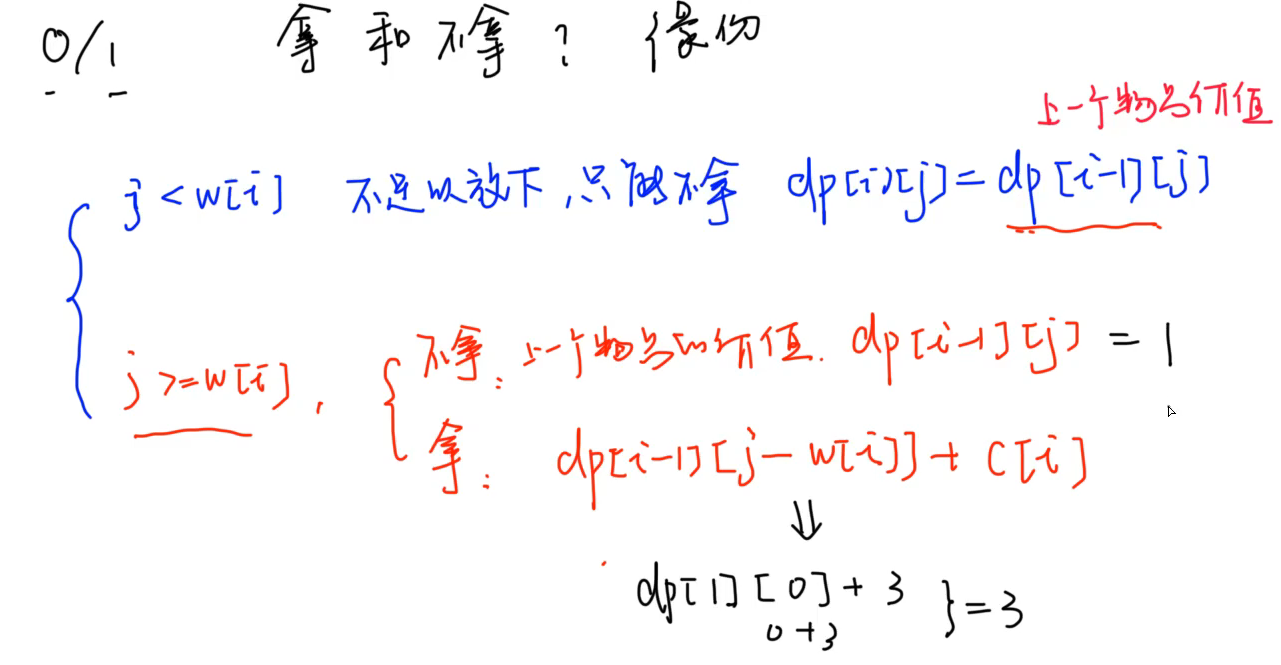 0/1 拿和不拿? 价
上一个物品价值
j<w[i] 不足以放下,只能不拿 dp[i][j]=dp[i-1][j]
j>=w[i], 不拿: 上一个物品的价值. dp[i-1][j] = 1
拿: dp[i-1][j-w[i]]+c[i]
⇓
dp[1][0]+3 }=3
0+3